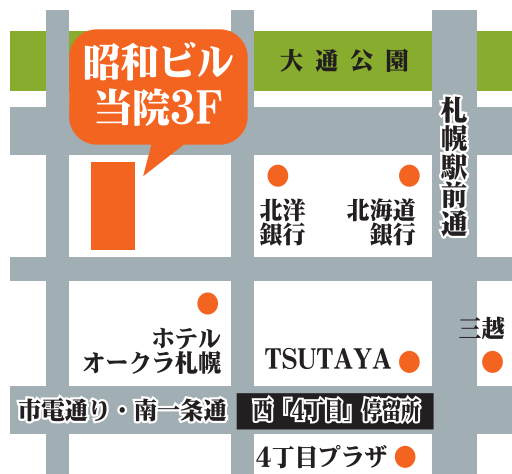 昭和ビル
当院3F
大通公園
札幌駅前通
北洋
銀行
北海道
銀行
ホテル
オークラ札幌
三越
TSUTAYA
市電通り・南一条通
西「4丁目」停留所
4丁目プラザ